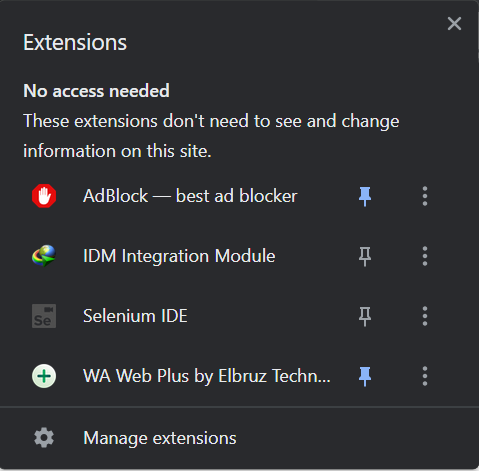 Extensions
No access needed
These extensions don't need to see and change
information on this site.
AdBlock — best ad blocker
IDM Integration Module
Se
Selenium IDE
WA Web Plus by Elbruz Techn...
Manage extensions